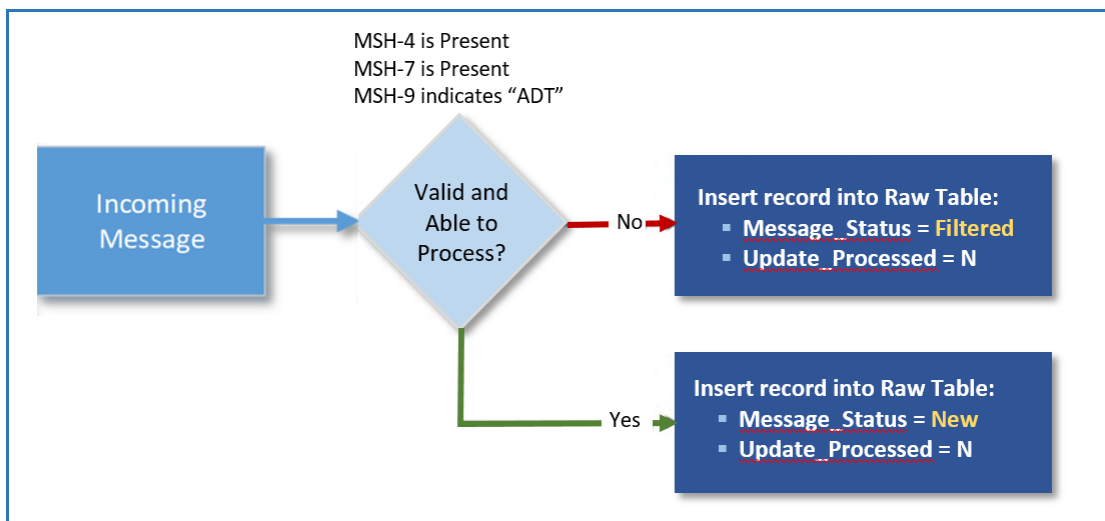 MSH-4 is Present
MSH-7 is Present
MSH-9 indicates “ADT”
Incoming
Message
Valid and
Able to
Process?
No
Insert record into Raw Table:
▪ Message_Status = Filtered
▪ Update_Processed = N
Yes
Insert record into Raw Table:
▪ Message_Status = New
▪ Update_Processed = N